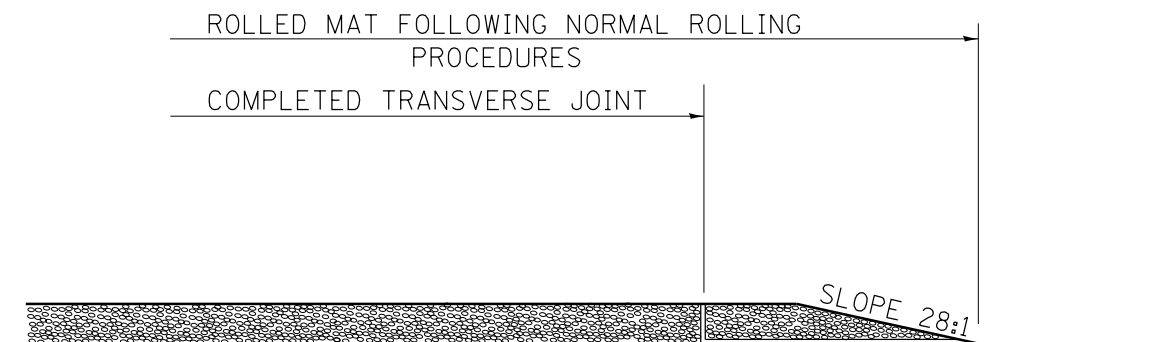 ROLLED MAT FOLLOWING NORMAL ROLLING
PROCEDURES
COMPLETED TRANSVERSE JOINT
SLOPE 28:1